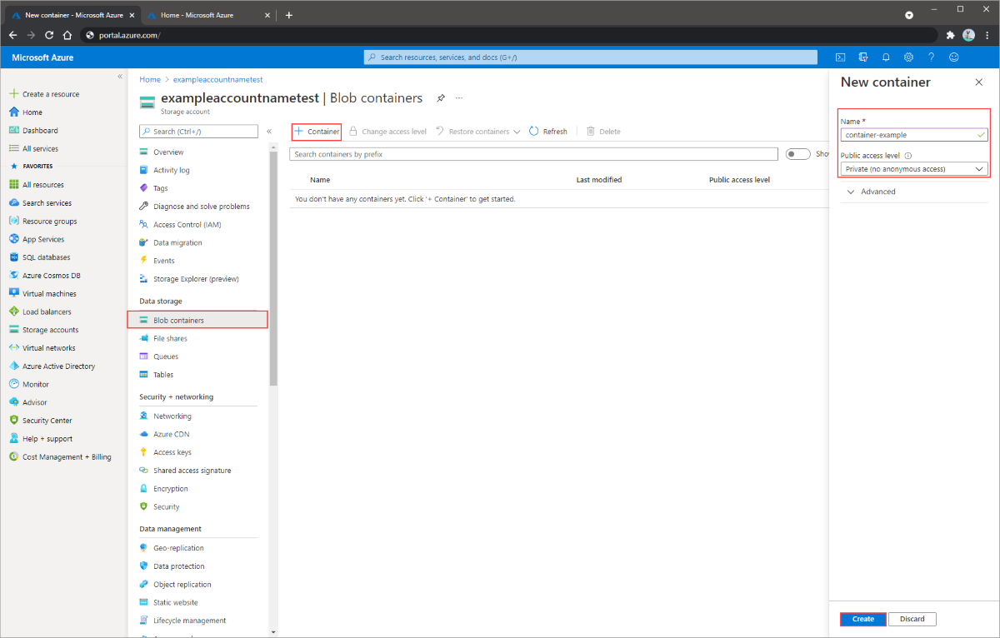 New container - Microsoft Azure
Home - Microsoft Azure
portal.azure.com/
Microsoft Azure
Search resources, services, and docs (G+/)
Create a resource
Home
Dashboard
All services
FAVORITES
All resources
Search services
Resource groups
App Services
SQL databases
Azure Cosmos DB
Virtual machines
Load balancers
Storage accounts
Virtual networks
Azure Active Directory
Monitor
Advisor
Security Center
Help + support
Cost Management + Billing
Home > exampleaccountnametest
exampleaccountnametest | Blob containers
Storage account
Search (Ctrl+/)
Overview
Activity log
Tags
Diagnose and solve problems
Access Control (IAM)
Data migration
Events
Storage Explorer (preview)
Data storage
Blob containers
File shares
Queues
Tables
Security + networking
Networking
Azure CDN
Access keys
Shared access signature
Encryption
Security
Data management
Geo-replication
Data protection
Object replication
Static website
Lifecycle management
+ Container Change access level Restore containers Refresh Delete
Search containers by prefix
Sho
Name Last modified Public access level
You don't have any containers yet. Click '+ Container' to get started.
New container
Name *
container-example
Public access level
Private (no anonymous access)
Advanced
Create Discard